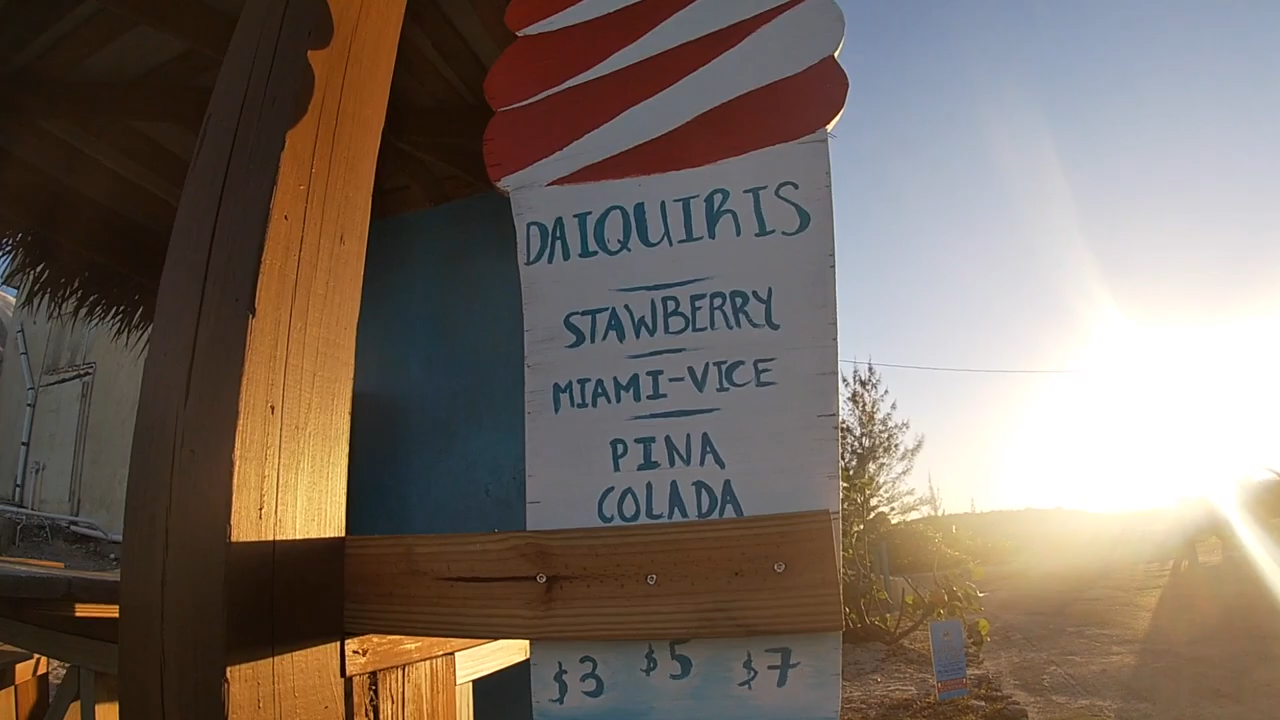 DAIQUIRIS
STAWBERRY
MIAMI-VICE
PINA
COLADA
$3 $5 $7